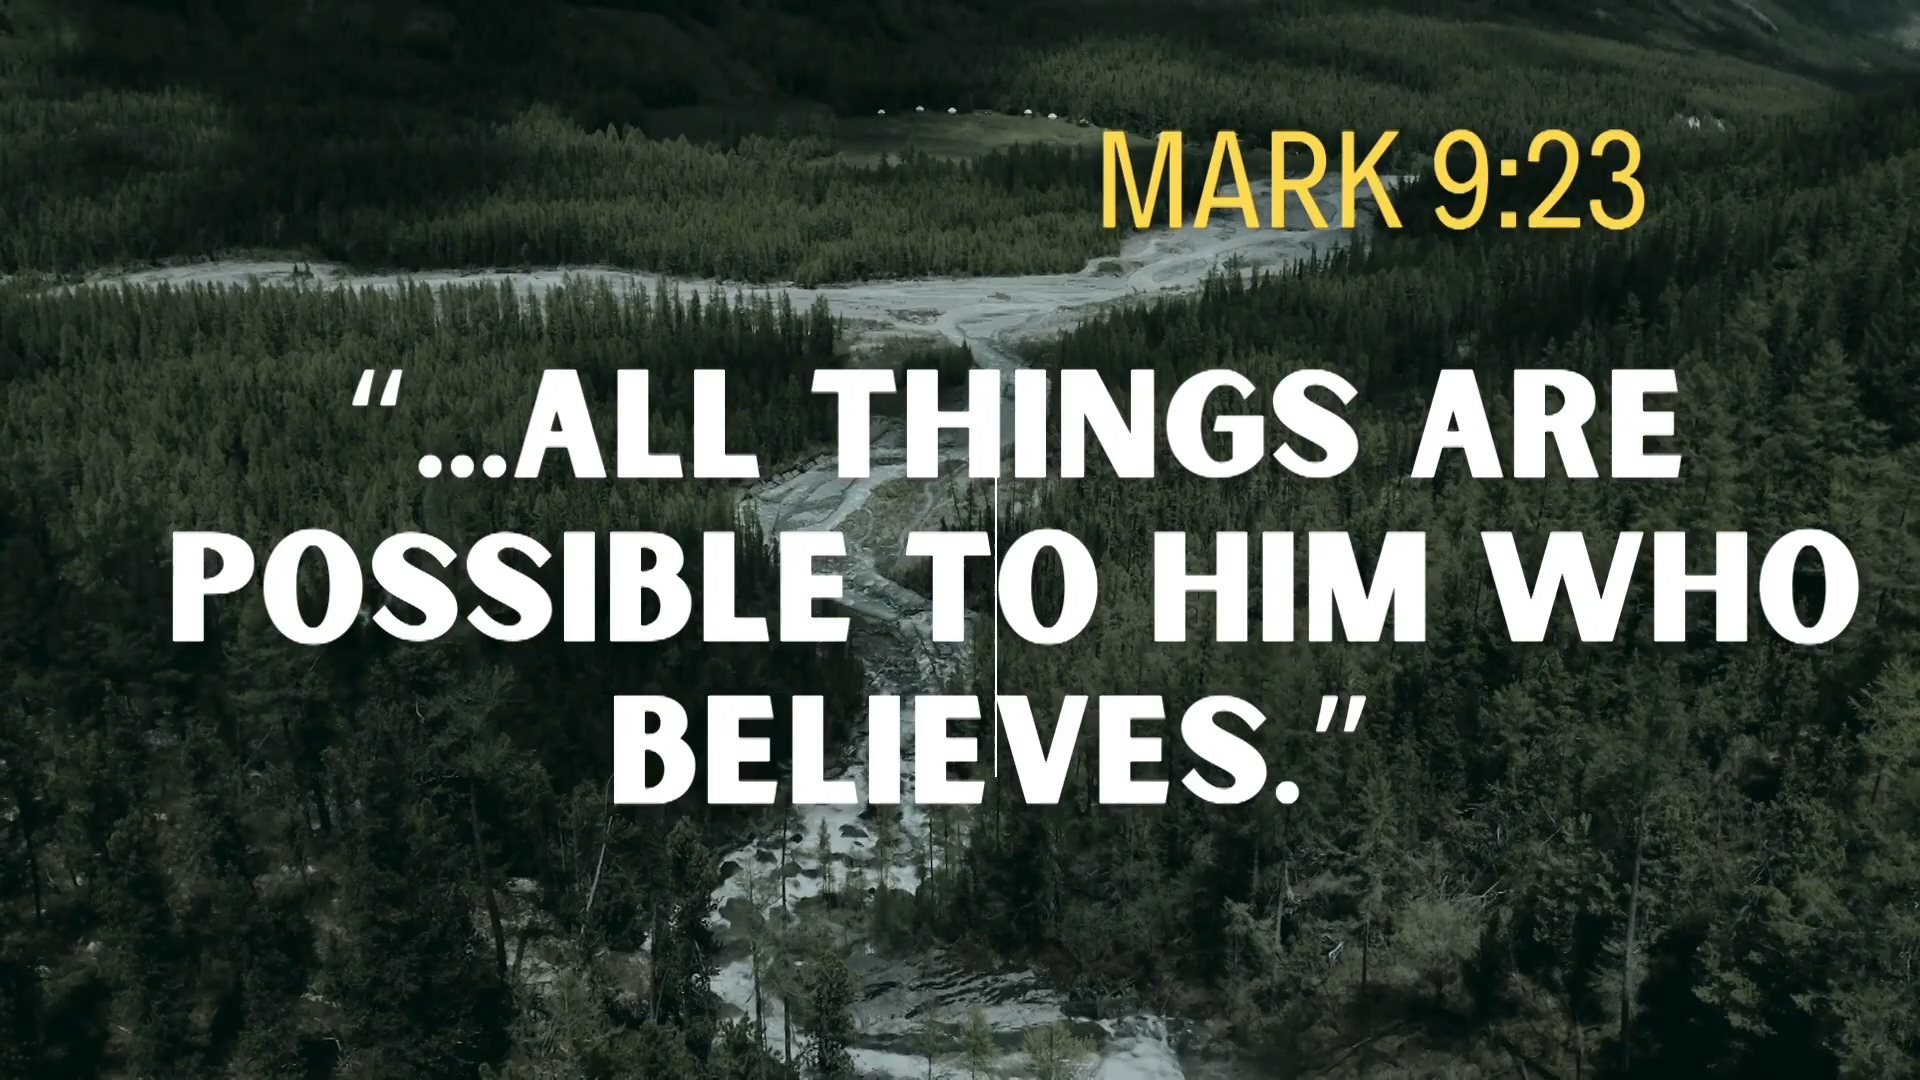 MARK 9:23
“...ALL THINGS ARE
POSSIBLE TO HIM WHO
BELIEVES.”